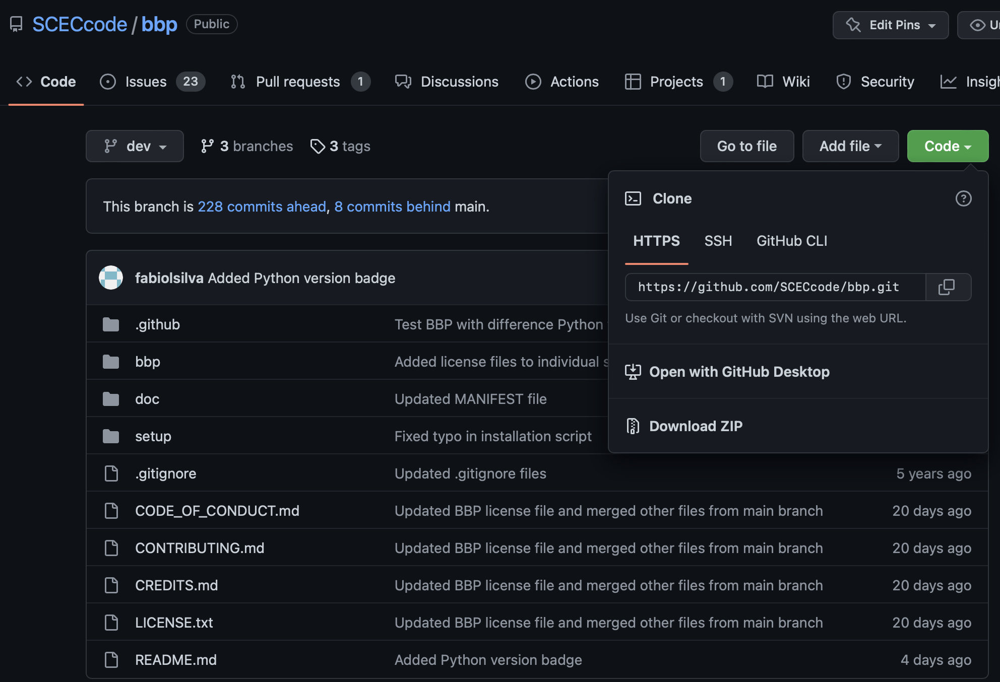 SCECcode / bbp Public Edit Pins
Code Issues 23 Pull requests 1 Discussions Actions Projects 1 Wiki Security
dev 3 branches 3 tags Go to file Add file Code
This branch is 228 commits ahead, 8 commits behind main.
Clone
HTTPS SSH GitHub CLI
https://github.com/SCECcode/bbp.git
Use Git or checkout with SVN using the web URL.
Open with GitHub Desktop
Download ZIP
fabiolsilva Added Python version badge
.github Test BBP with difference Python
bbp Added license files to individual
doc Updated MANIFEST file
setup Fixed typo in installation script
.gitignore Updated .gitignore files 5 years ago
CODE_OF_CONDUCT.md Updated BBP license file and merged other files from main branch 20 days ago
CONTRIBUTING.md Updated BBP license file and merged other files from main branch 20 days ago
CREDITS.md Updated BBP license file and merged other files from main branch 20 days ago
LICENSE.txt Updated BBP license file and merged other files from main branch 20 days ago
README.md Added Python version badge 4 days ago